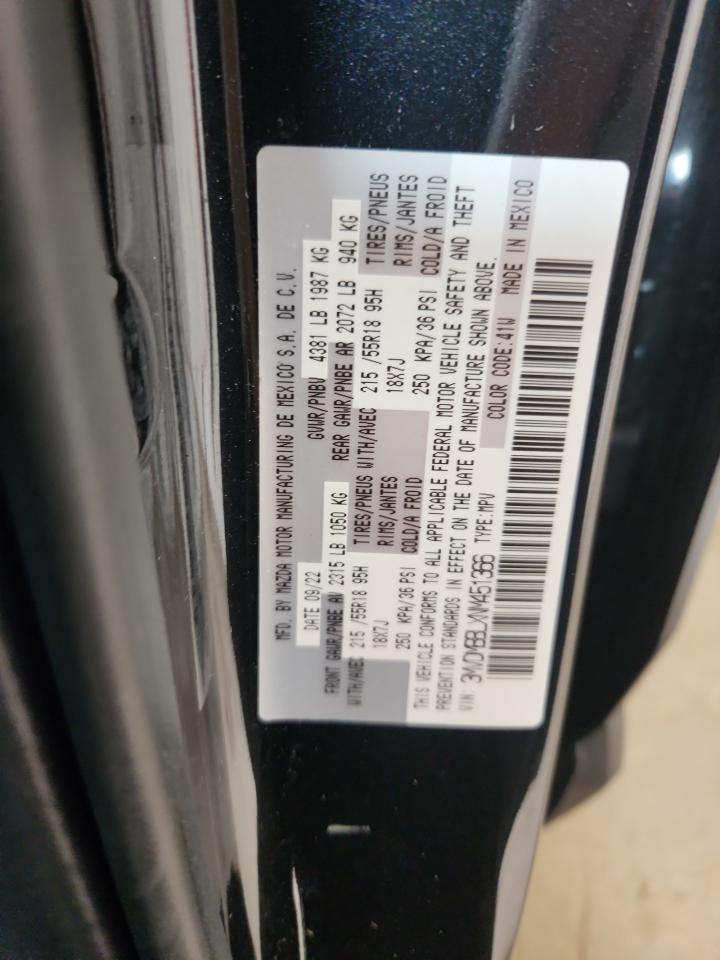 MFD. BY MAZDA MOTOR MANUFACTURING DE MEXICO S.A. DE C.V.
DATE 09/22 GVWR/PNBV 4381 LB 1987 KG
FRONT GAWR/PNBE AV 2315 LB 1050 KG REAR GAWR/PNBE AR 2072 LB 940 KG
WITH/AVEC 215 /55R18 95H TIRES/PNEUS WITH/AVEC 215 /55R18 95H TIRES/PNEUS
18X7J RIMS/JANTES 18X7J RIMS/JANTES
250 KPA/36 PSI COLD/A FROID 250 KPA/36 PSI COLD/A FROID
THIS VEHICLE CONFORMS TO ALL APPLICABLE FEDERAL MOTOR VEHICLE SAFETY AND THEFT
PREVENTION STANDARDS IN EFFECT ON THE DATE OF MANUFACTURE SHOWN ABOVE.
VIN: 3MVDMBBLXNM451366 TYPE:MPV COLOR CODE:41W MADE IN MEXICO